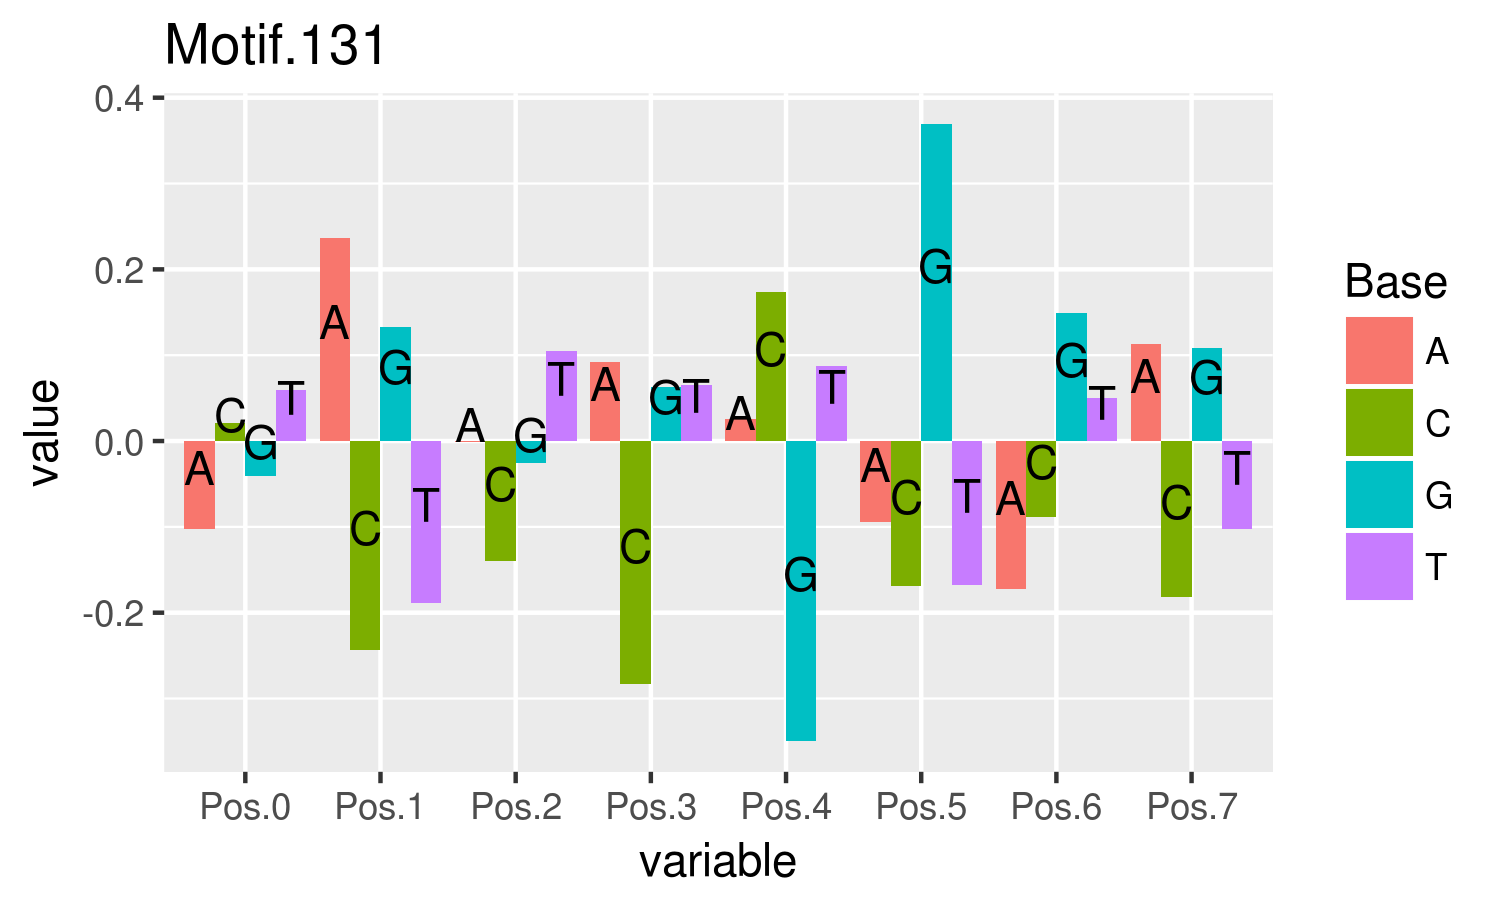 Motif.131
0.4
0.2
0.0
-0.2
value
A C G T A C G T A C G T A C G T A C G T A C G T A C G T A C G T
Pos.0 Pos.1 Pos.2 Pos.3 Pos.4 Pos.5 Pos.6 Pos.7
variable
Base
A
C
G
T